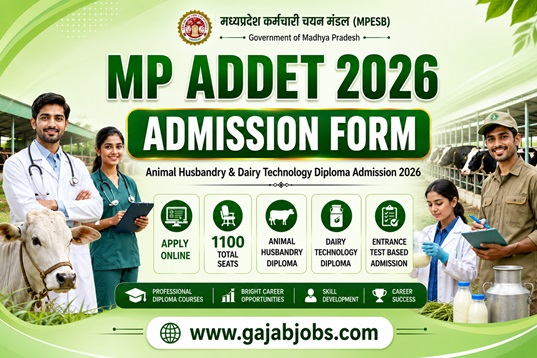 मध्यप्रदेश कर्मचारी चयन मंडल (MPESB)
Government of Madhya Pradesh
MP ADDET 2026
ADMISSION FORM
Animal Husbandry & Dairy Technology Diploma Admission 2026
APPLY
ONLINE
1100
TOTAL
SEATS
ANIMAL
HUSBANDRY
DIPLOMA
DAIRY
TECHNOLOGY
DIPLOMA
ENTRANCE
TEST BASED
ADMISSION
PROFESSIONAL
DIPLOMA COURSES
BRIGHT CAREER
OPPORTUNITIES
SKILL
DEVELOPMENT
CAREER
SUCCESS
www.gajabjobs.com